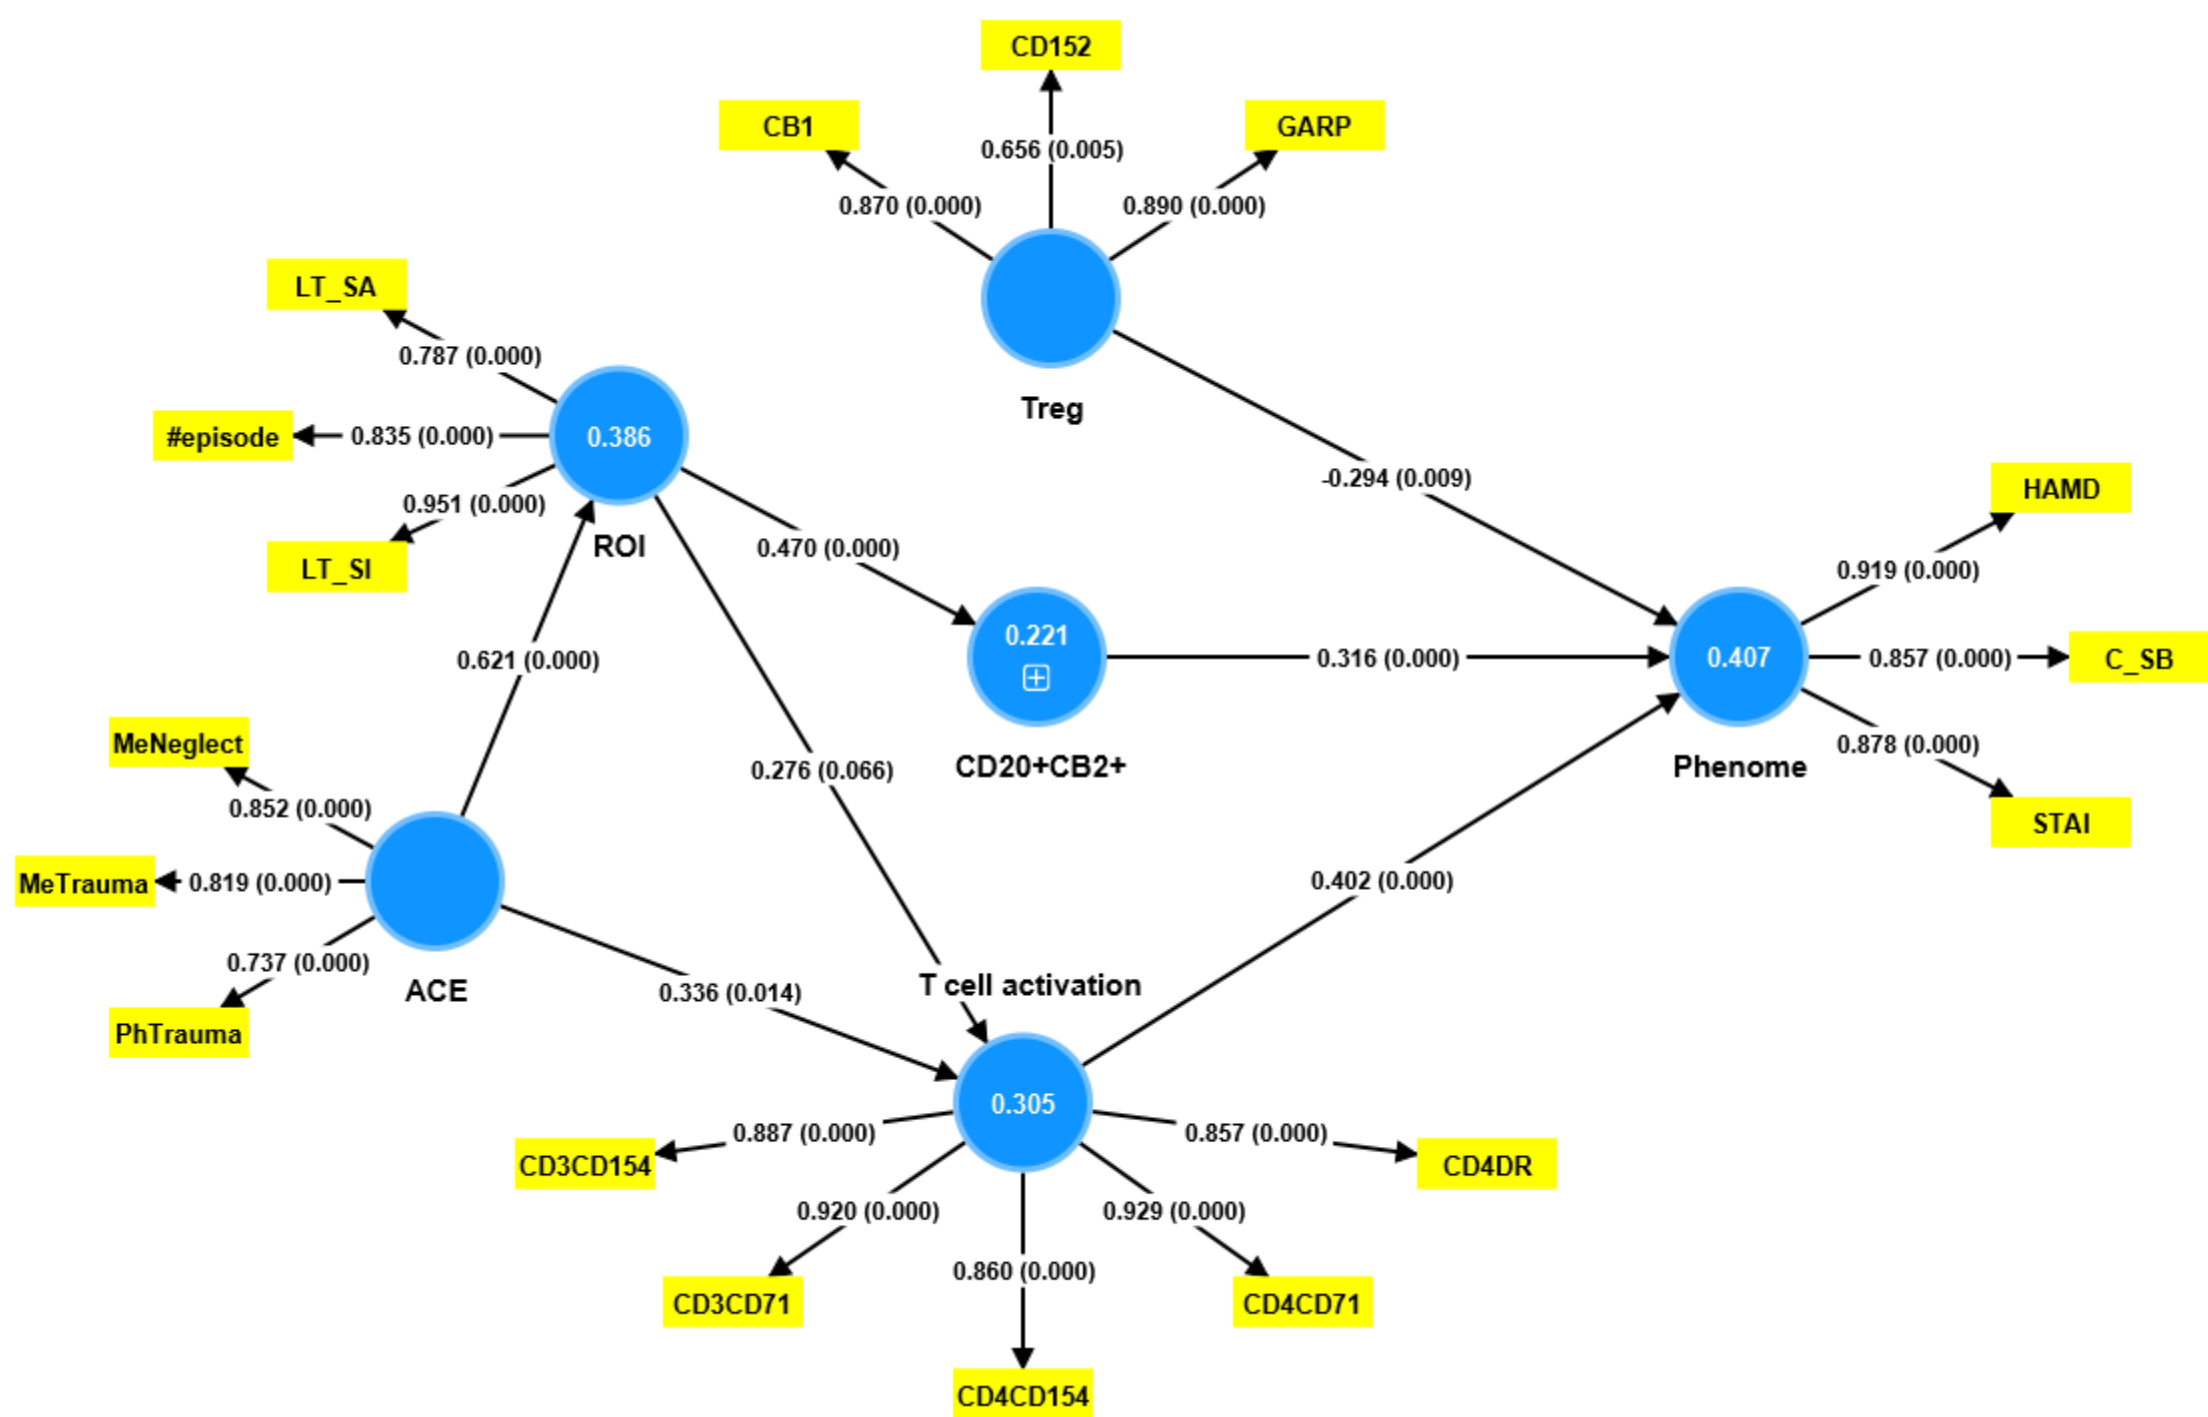 CD152
CB1
GARP
0.656 (0.005)
0.870 (0.000)
0.890 (0.000)
LT_SA
0.787 (0.000)
Treg
#episode
0.835 (0.000)
0.386
-0.294 (0.009)
HAMD
0.951 (0.000)
ROI
0.470 (0.000)
LT_SI
0.919 (0.000)
0.221
0.621 (0.000)
0.316 (0.000)
0.407
0.857 (0.000)
C_SB
MeNeglect
0.878 (0.000)
0.276 (0.066)
CD20+CB2+
Phenome
0.852 (0.000)
STAI
MeTrauma
0.819 (0.000)
0.402 (0.000)
0.737 (0.000)
ACE
0.336 (0.014)
T cell activation
PhTrauma
0.305
0.887 (0.000)
0.857 (0.000)
CD3CD154
CD4DR
0.920 (0.000)
0.929 (0.000)
0.860 (0.000)
CD3CD71
CD4CD71
CD4CD154